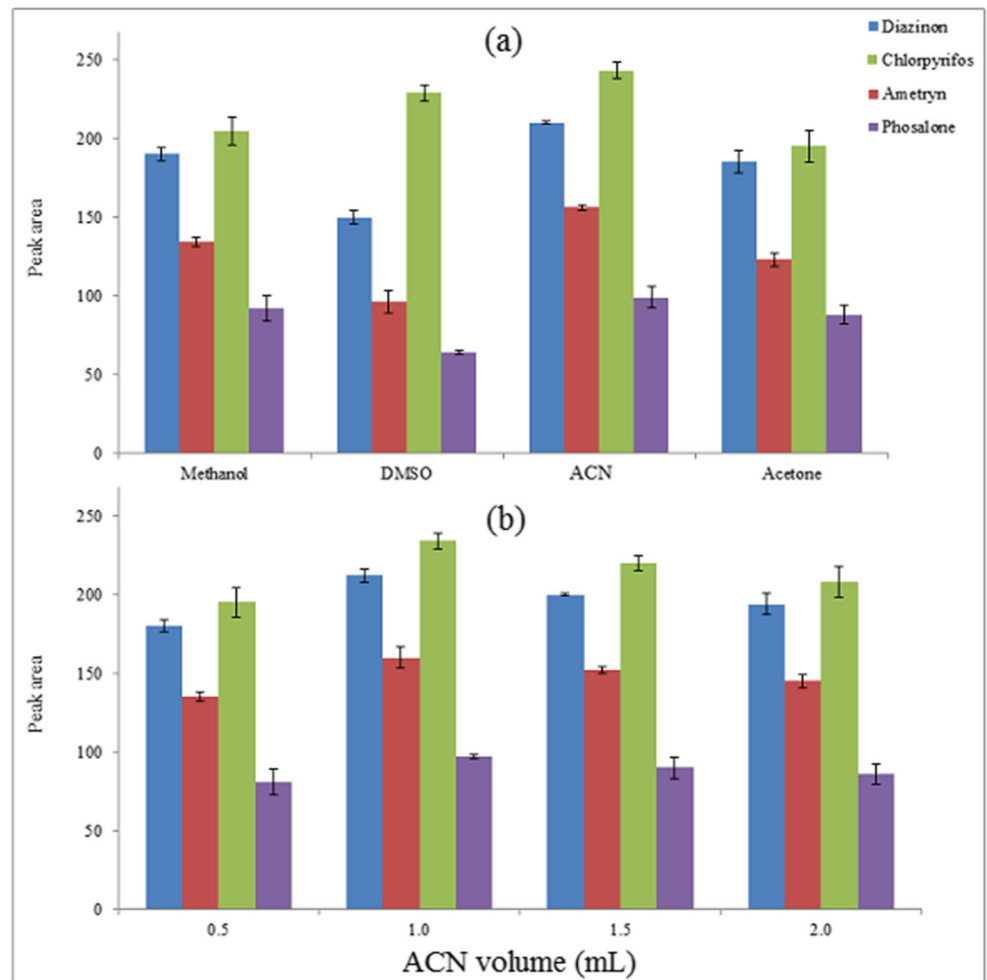 (a)
Diazinon
Chlorpyrifos
Ametryn
Phosalone
Peak area
250
200
150
100
50
0
Methanol DMSO ACN Acetone
(b)
Peak area
250
200
150
100
50
0
0.5 1.0 1.5 2.0
ACN volume (mL)